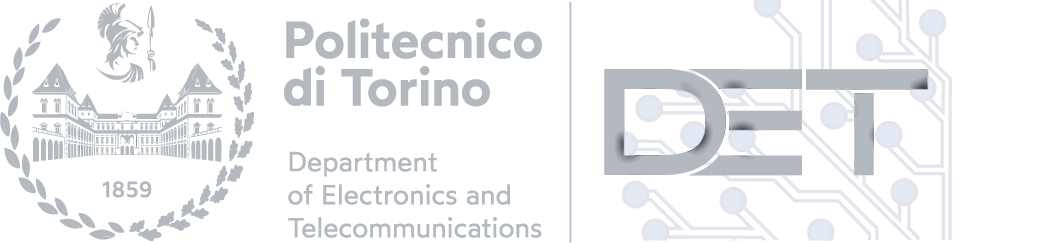 Politecnico
di Torino
Department
of Electronics and
Telecommunications
1859
DET